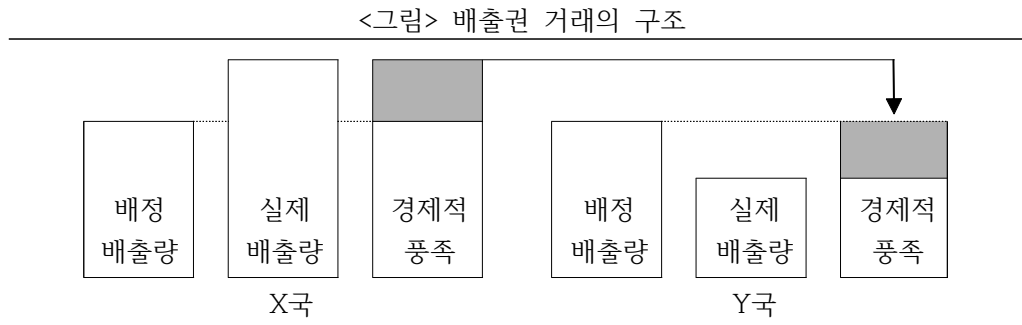 <그림> 배출권 거래의 구조
배정 실제 경제적 배정 실제 경제적
배출량 배출량 풍족 배출량 배출량 풍족
X국 Y국